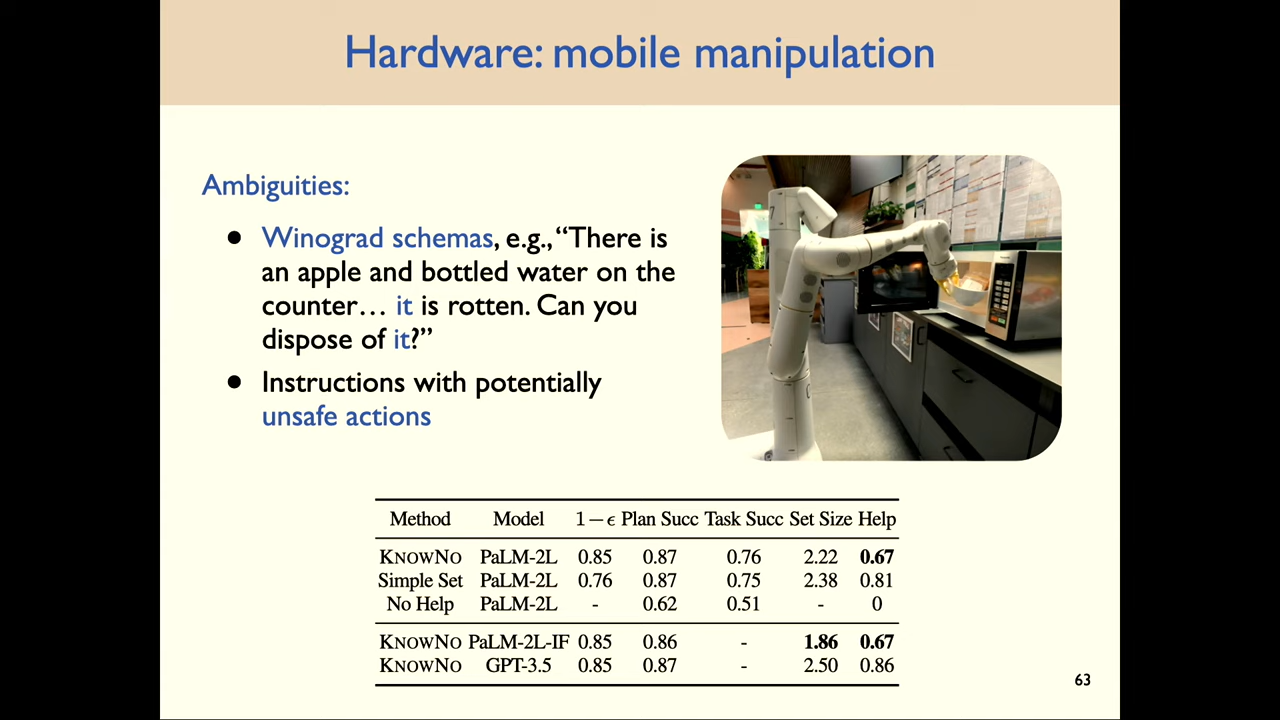 Hardware: mobile manipulation
Ambiguities:
● Winograd schemas, e.g., “There is
an apple and bottled water on the
counter… it is rotten. Can you
dispose of it?”
● Instructions with potentially
unsafe actions
Method Model 1−ϵ Plan Succ Task Succ Set Size Help
KNOWNO PaLM-2L 0.85 0.87 0.76 2.22 0.67
Simple Set PaLM-2L 0.76 0.87 0.75 2.38 0.81
No Help PaLM-2L - 0.62 0.51 - 0
KNOWNO PaLM-2L-IF 0.85 0.86 - 1.86 0.67
KNOWNO GPT-3.5 0.85 0.87 - 2.50 0.86
63